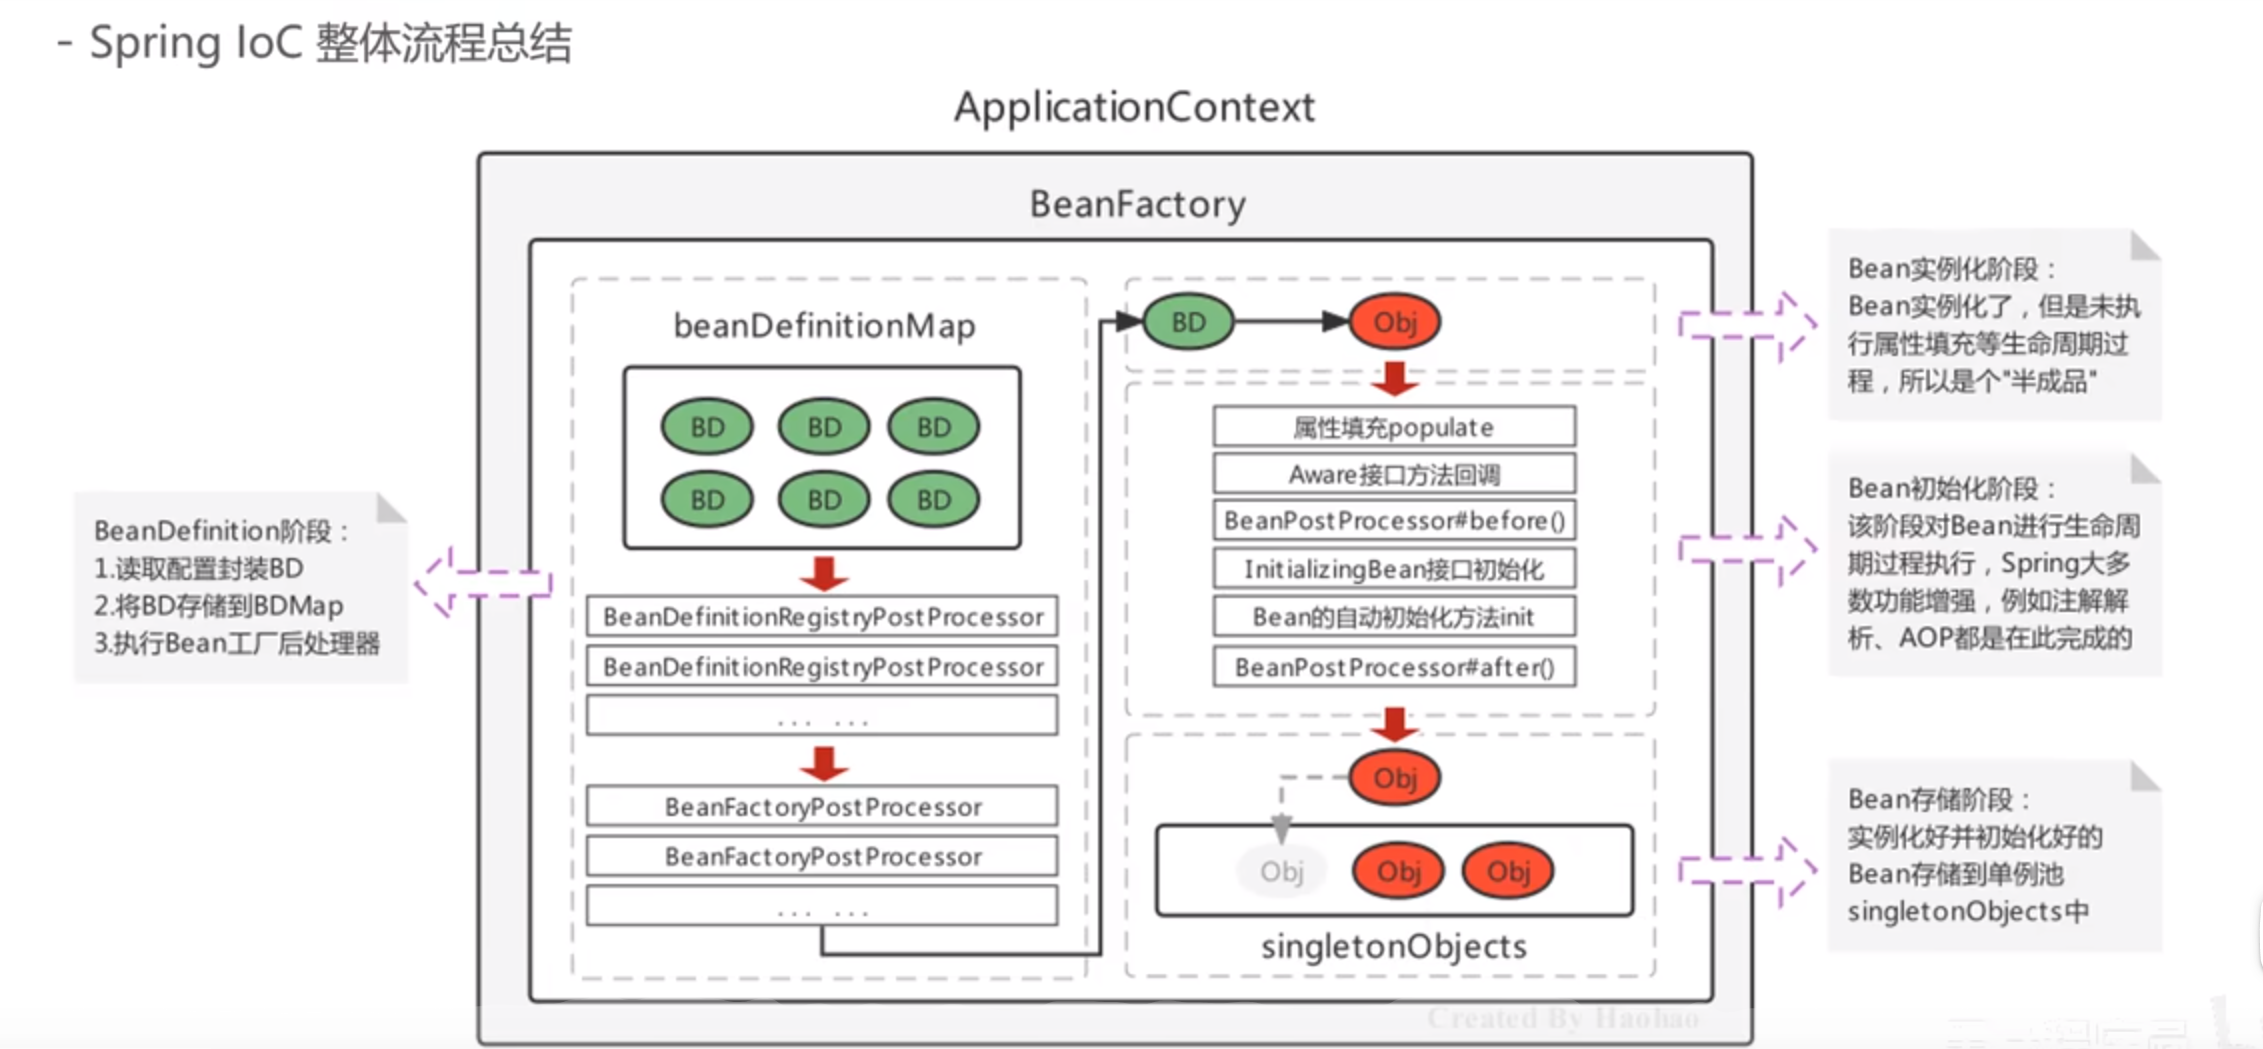 - Spring IoC 整体流程总结
ApplicationContext
BeanFactory
beanDefinitionMap
BD BD BD
BD BD BD
BeanDefinitionRegistryPostProcessor
BeanDefinitionRegistryPostProcessor
... ...
BeanFactoryPostProcessor
BeanFactoryPostProcessor
... ...
BeanDefinition阶段：
1.读取配置封装BD
2.将BD存储到BDMap
3.执行Bean工厂后处理器
BD Obj
属性填充populate
Aware接口方法回调
BeanPostProcessor#before()
InitializingBean接口初始化
Bean的自动初始化方法init
BeanPostProcessor#after()
Obj
Obj Obj Obj
singletonObjects
Bean实例化阶段：
Bean实例化了，但是未执
行属性填充等生命周期过
程，所以是个"半成品"
Bean初始化阶段：
该阶段对Bean进行生命周
期过程执行，Spring大多
数功能增强，例如注解解
析、AOP都是在此完成的
Bean存储阶段：
实例化好并初始化好的
Bean存储到单例池
singletonObjects中
Created By Haohao